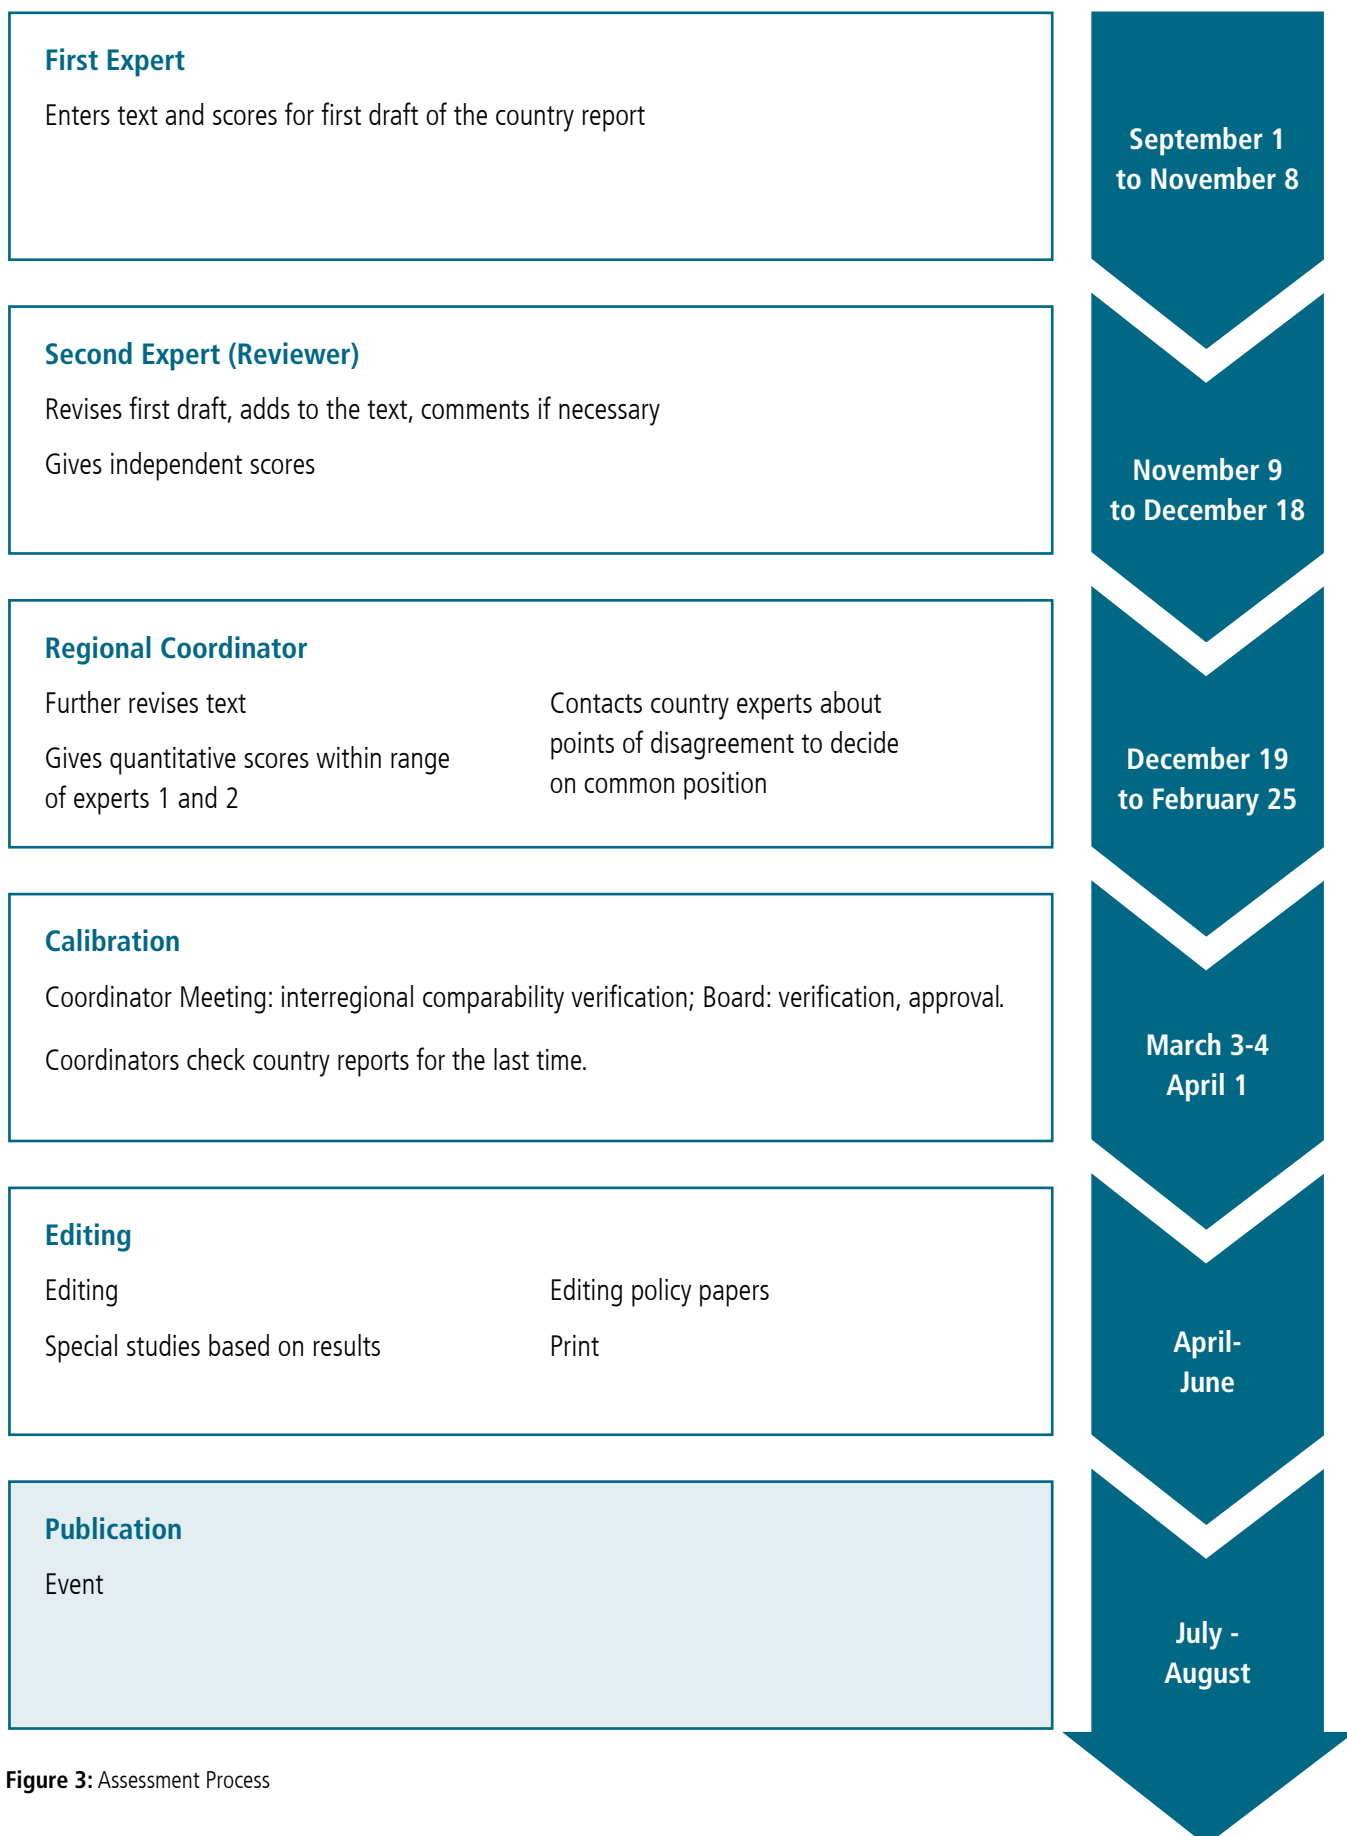 First Expert
Enters text and scores for first draft of the country report
September 1
to November 8
Second Expert (Reviewer)
Revises first draft, adds to the text, comments if necessary
Gives independent scores
November 9
to December 18
Regional Coordinator
Further revises text
Gives quantitative scores within range
of experts 1 and 2
Contacts country experts about
points of disagreement to decide
on common position
December 19
to February 25
Calibration
Coordinator Meeting: interregional comparability verification; Board: verification, approval.
Coordinators check country reports for the last time.
March 3-4
April 1
Editing
Editing
Special studies based on results
Editing policy papers
Print
April-
June
Publication
Event
July -
August
Figure 3: Assessment Process